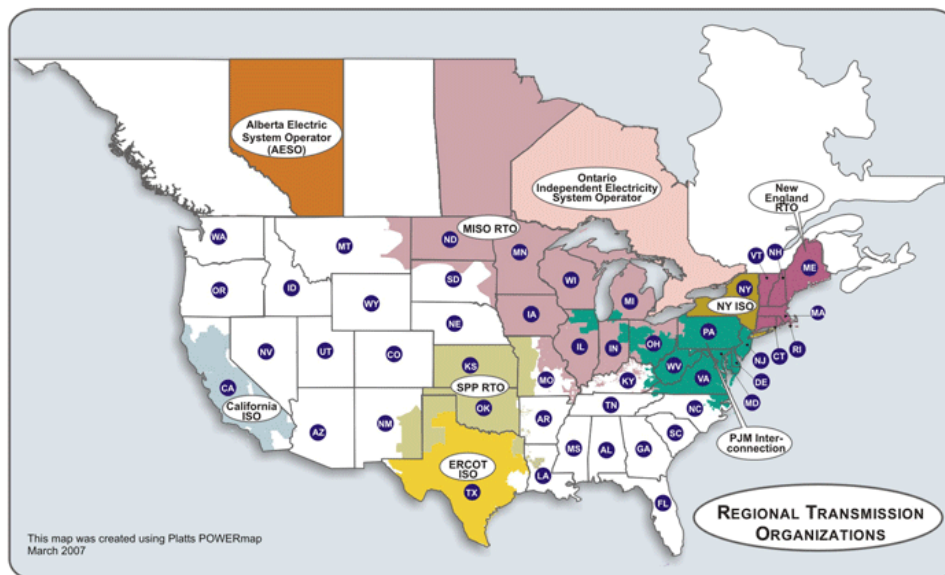 Alberta Electric
System Operator
(AESO)
Ontario
Independent Electricity
System Operator
New
England
RTO
MISO RTO
WA
MT
ND
MN
VT
NH
ME
OR
ID
SD
WI
NY
NY ISO
MA
WY
MI
IA
PA
NE
RI
CT
NJ
NV
UT
CO
IL
IN
OH
WV
DE
KS
MO
KY
VA
MD
CA
SPP RTO
California
ISO
OK
TN
NC
AZ
NM
AR
SC
PJM Inter-
connection
MS
AL
GA
ERCOT
ISO
LA
TX
FL
REGIONAL TRANSMISSION
ORGANIZATIONS
This map was created using Platts POWERmap
March 2007